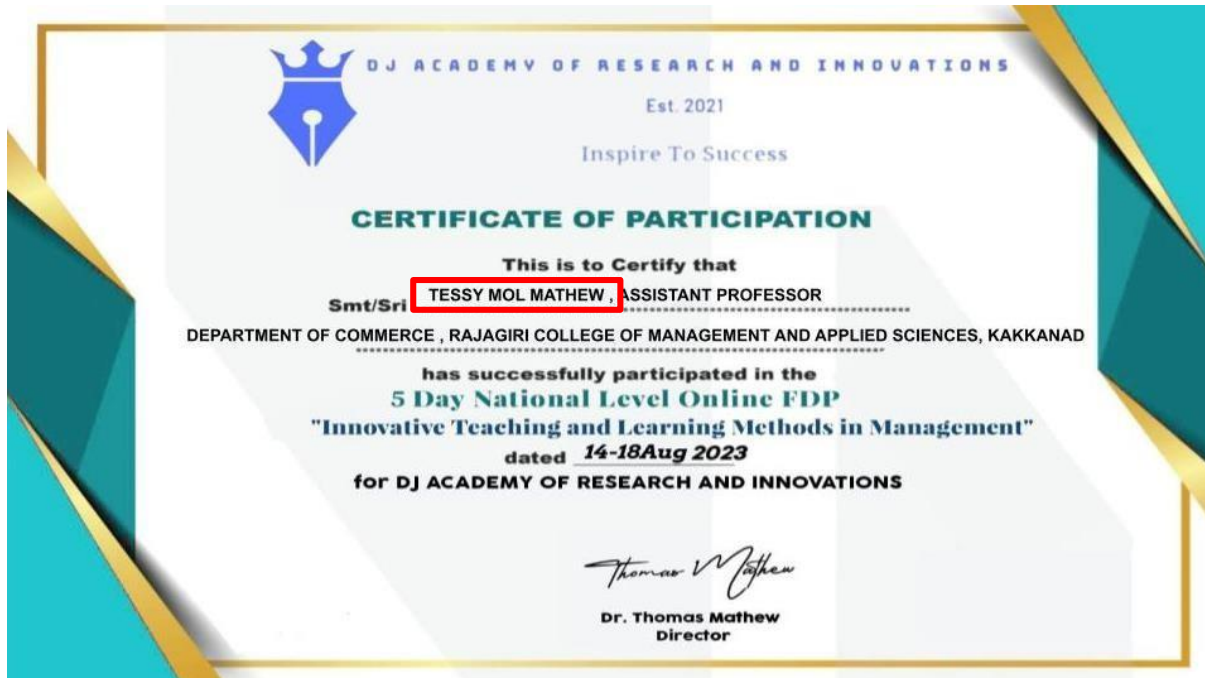 DJ ACADEMY OF RESEARCH AND INNOVATIONS
Est. 2021
Inspire To Success
CERTIFICATE OF PARTICIPATION
This is to Certify that
Smt/Sri TESSY MOL MATHEW , ASSISTANT PROFESSOR
DEPARTMENT OF COMMERCE , RAJAGIRI COLLEGE OF MANAGEMENT AND APPLIED SCIENCES, KAKKANAD
has successfully participated in the
5 Day National Level Online FDP
"Innovative Teaching and Learning Methods in Management"
dated 14-18Aug 2023
for DJ ACADEMY OF RESEARCH AND INNOVATIONS
Thomas Mathew
Dr. Thomas Mathew
Director